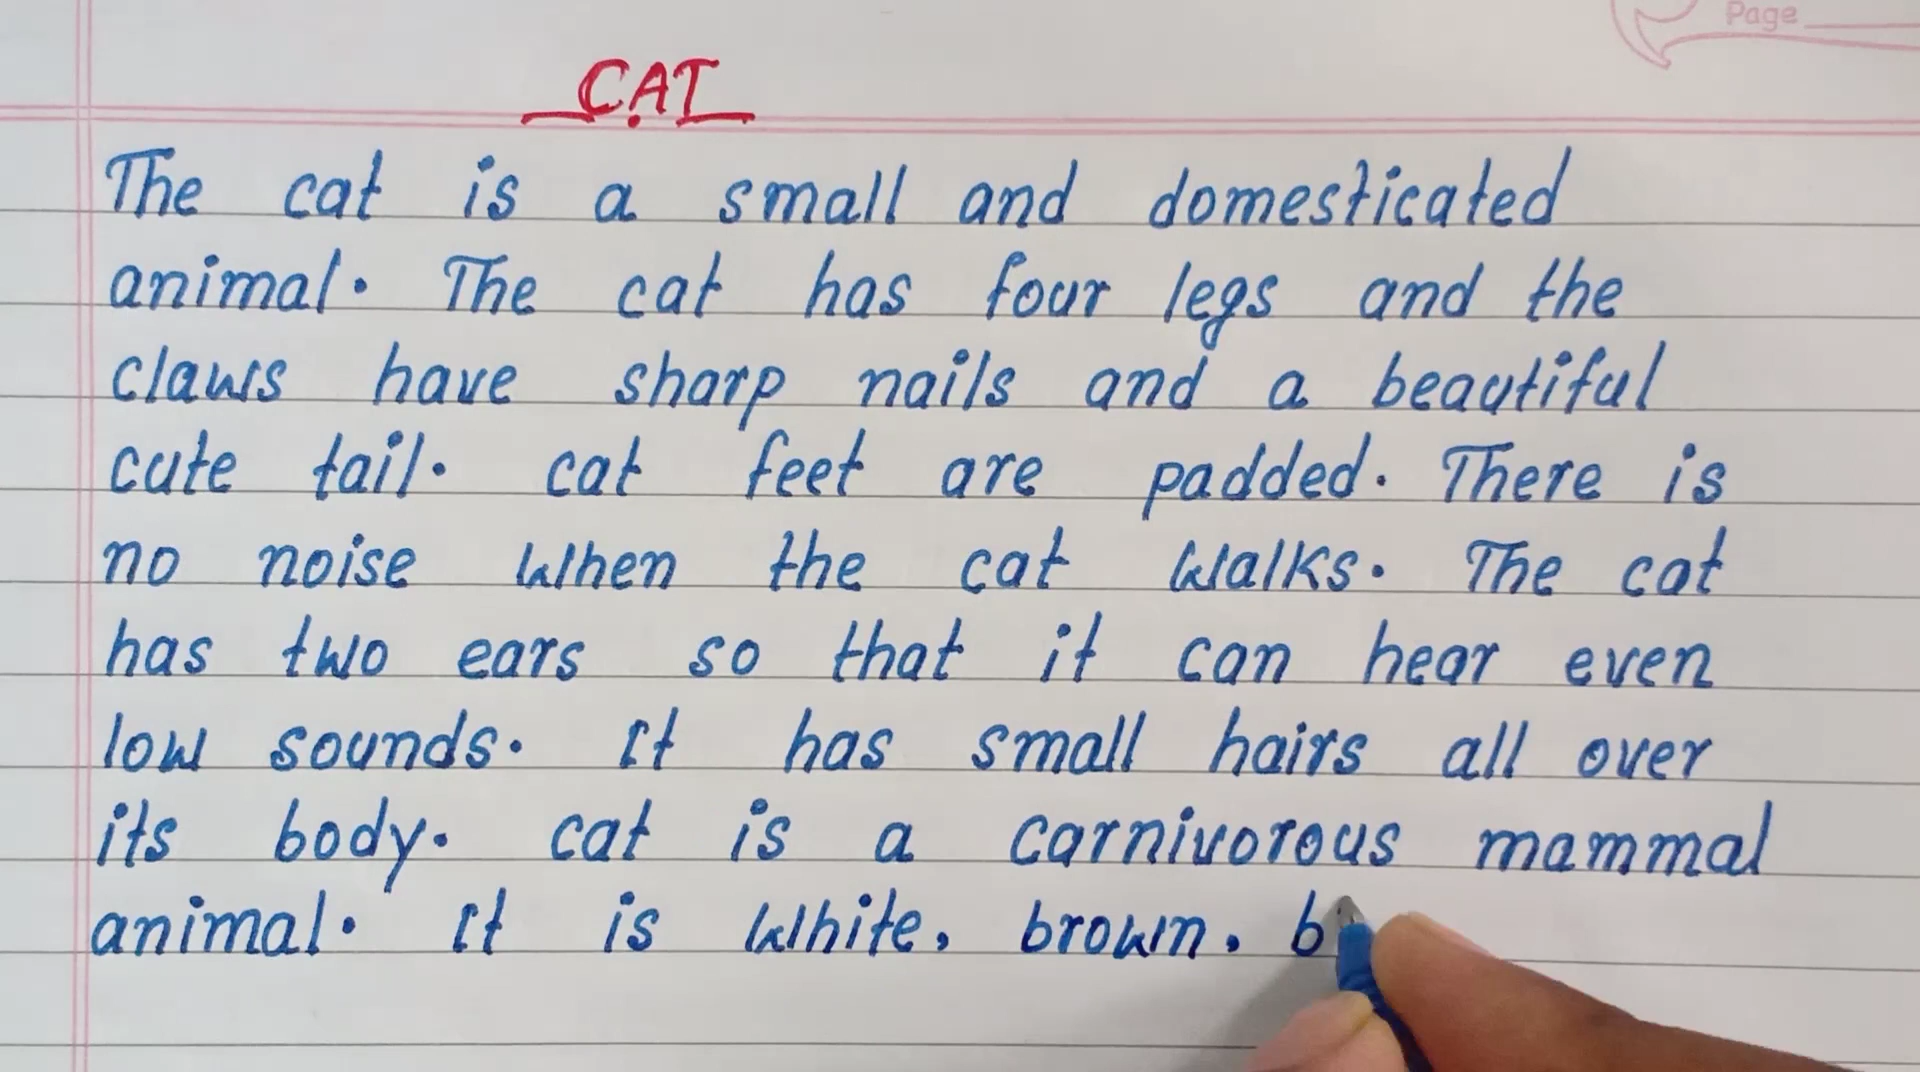 Page
CAT
The cat is a small and domesticated
animal. The cat has four legs and the
claws have sharp nails and a beautiful
cute tail. cat feet are padded. There is
no noise when the cat walks. The cat
has two ears so that it can hear even
low sounds. It has small hairs all over
its body. cat is a carnivorous mammal
animal. It is white, brown, b